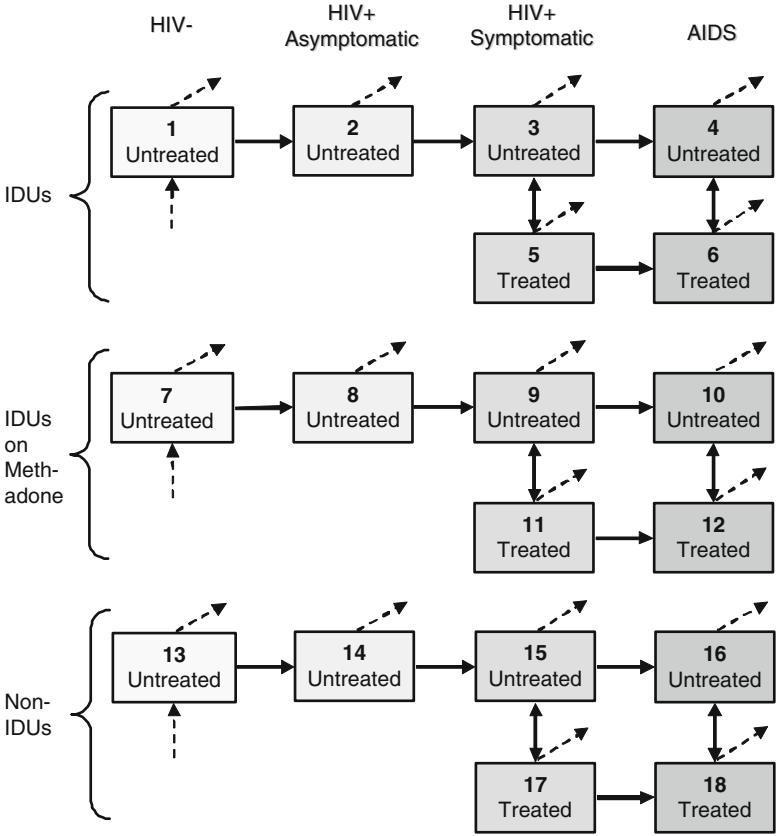 HIV-
HIV+
Asymptomatic
HIV+
Symptomatic
AIDS
IDUs
1
Untreated
2
Untreated
3
Untreated
4
Untreated
5
Treated
6
Treated
IDUs
on
Meth-
adone
7
Untreated
8
Untreated
9
Untreated
10
Untreated
11
Treated
12
Treated
Non-
IDUs
13
Untreated
14
Untreated
15
Untreated
16
Untreated
17
Treated
18
Treated